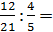 12/21 : 4/5 =